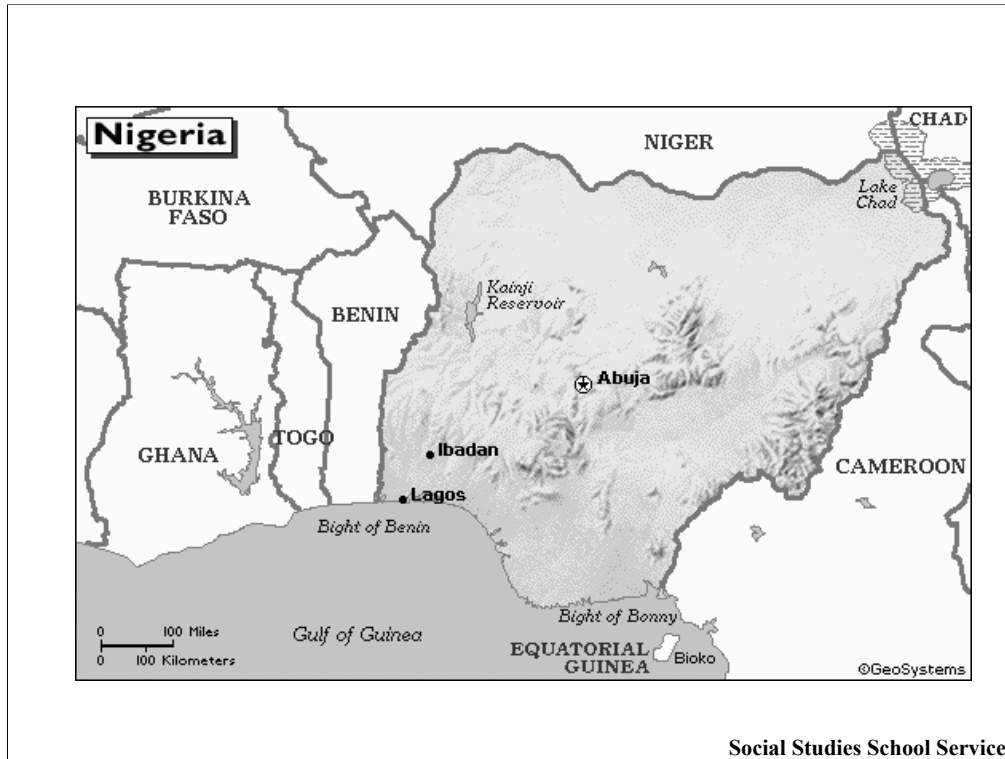 Nigeria
NIGER
CHAD
Lake
Chad
BURKINA
FASO
Kainji
Reservoir
BENIN
Abuja
Ibadan
GHANA
TOGO
CAMEROON
Lagos
Bight of Benin
Bight of Bonny
0 100 Miles
0 100 Kilometers
Gulf of Guinea
EQUATORIAL
GUINEA
Bioko
©GeoSystems
Social Studies School Service